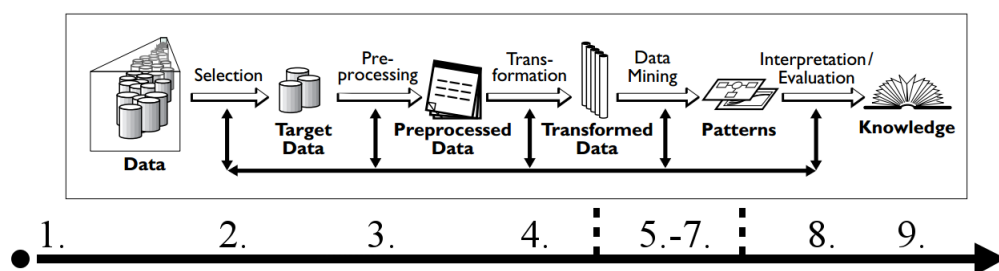 Selection
Pre-
processing
Trans-
formation
Data
Mining
Interpretation/
Evaluation
Data
Target
Data
Preprocessed
Data
Transformed
Data
Patterns
Knowledge
1. 2. 3. 4. 5.-7. 8. 9.